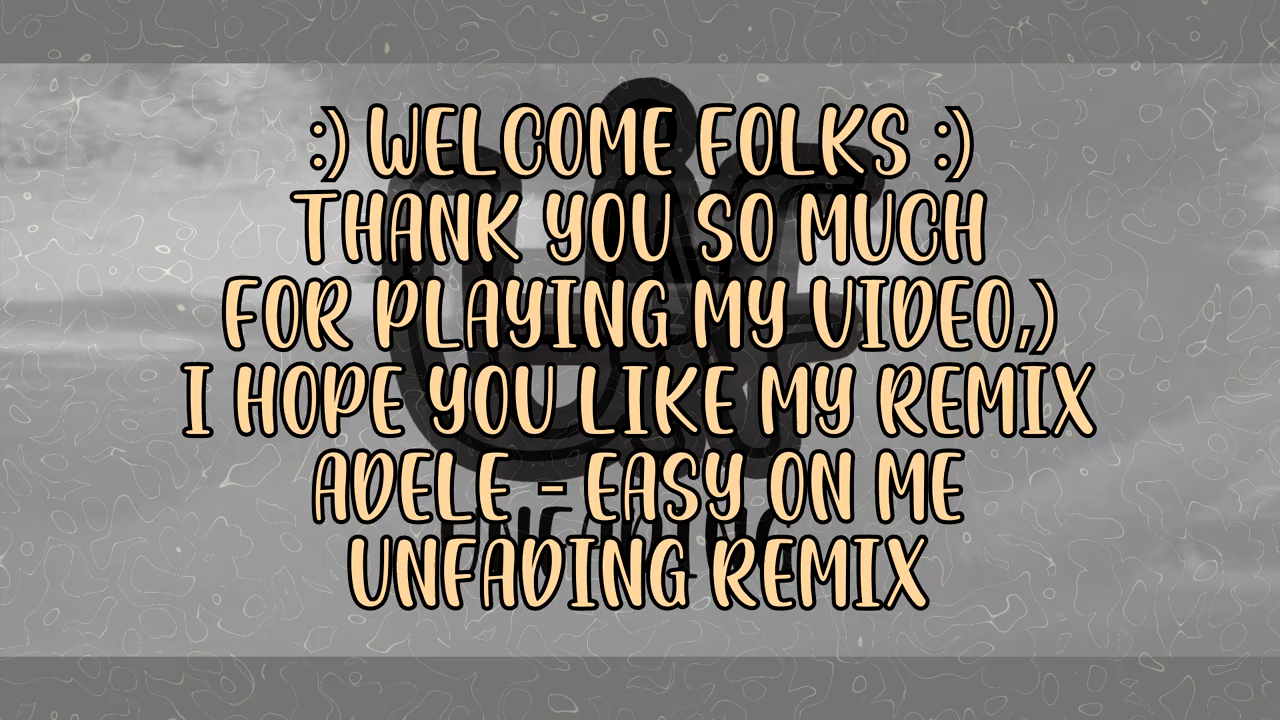 :) WELCOME FOLKS :)
THANK YOU SO MUCH
FOR PLAYING MY VIDEO,)
I HOPE YOU LIKE MY REMIX
ADELE - EASY ON ME
UNFADING
UNFADING REMIX